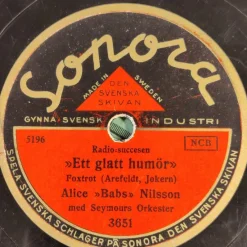 Sonora
MADE IN SWEDEN
DEN
SVENSKA
SKIVAN
GYNNA SVENSK INDUSTRI
5196
NCB
Radio-succesen
»Ett glatt humör»
Foxtrot (Arefeldt, Jokero)
Alice »Babs» Nilsson
med Seymours Orkester
3651
SPELA SVENSKA SCHLAGER PÅ SONORA DEN SVENSKA SKIVAN